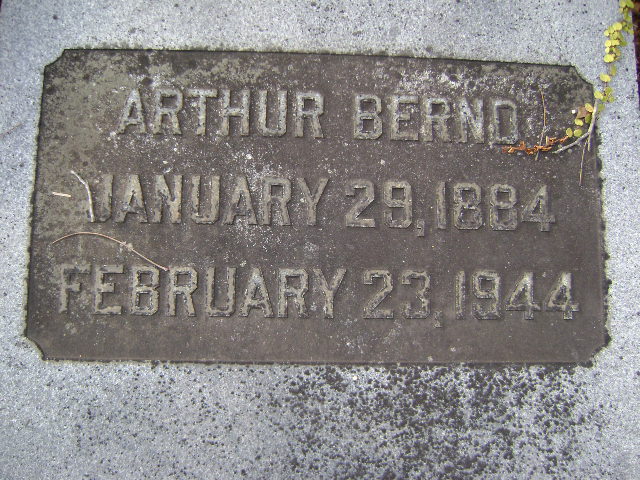 ARTHUR BERND
JANUARY 29, 1884
FEBRUARY 23, 1944